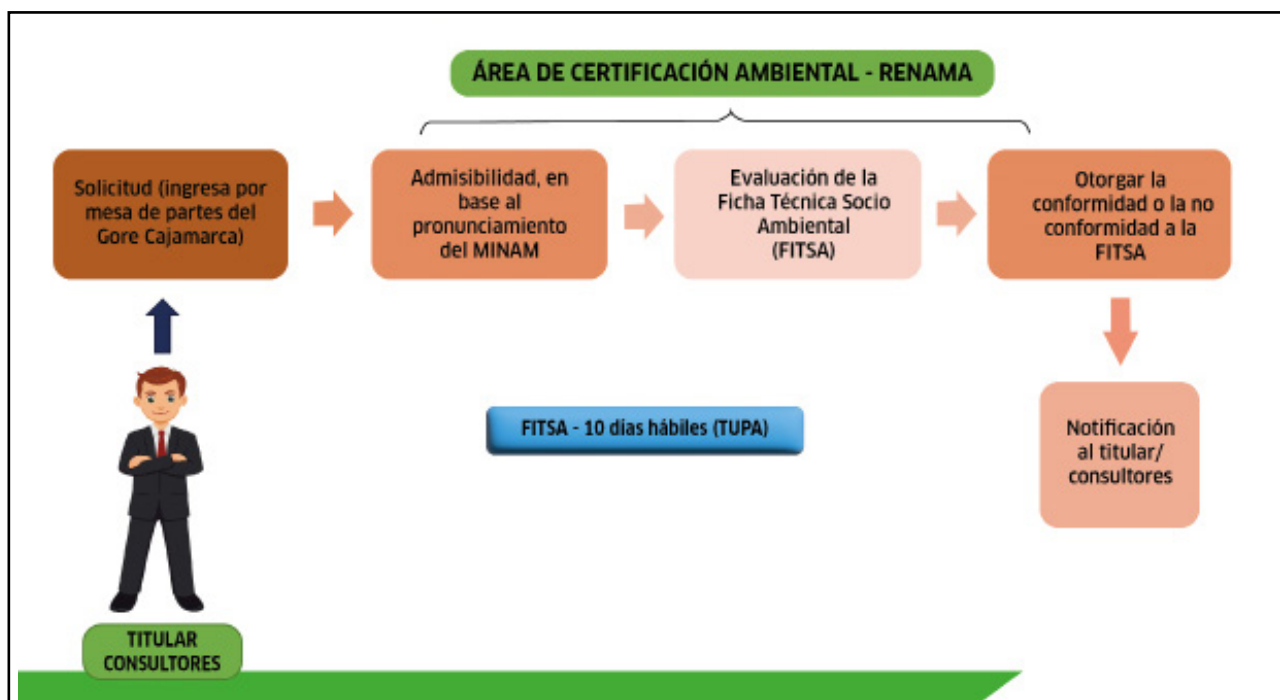 ÁREA DE CERTIFICACIÓN AMBIENTAL - RENAMA
Solicitud (ingresa por
mesa de partes del
Gore Cajamarca)
Admisibilidad, en
base al
pronunciamiento
del MINAM
Evaluación de la
Ficha Técnica Socio
Ambiental
(FITSA)
Otorgar la
conformidad o la no
conformidad a la
FITSA
FITSA - 10 días hábiles (TUPA)
Notificación
al titular/
consultores
TITULAR
CONSULTORES